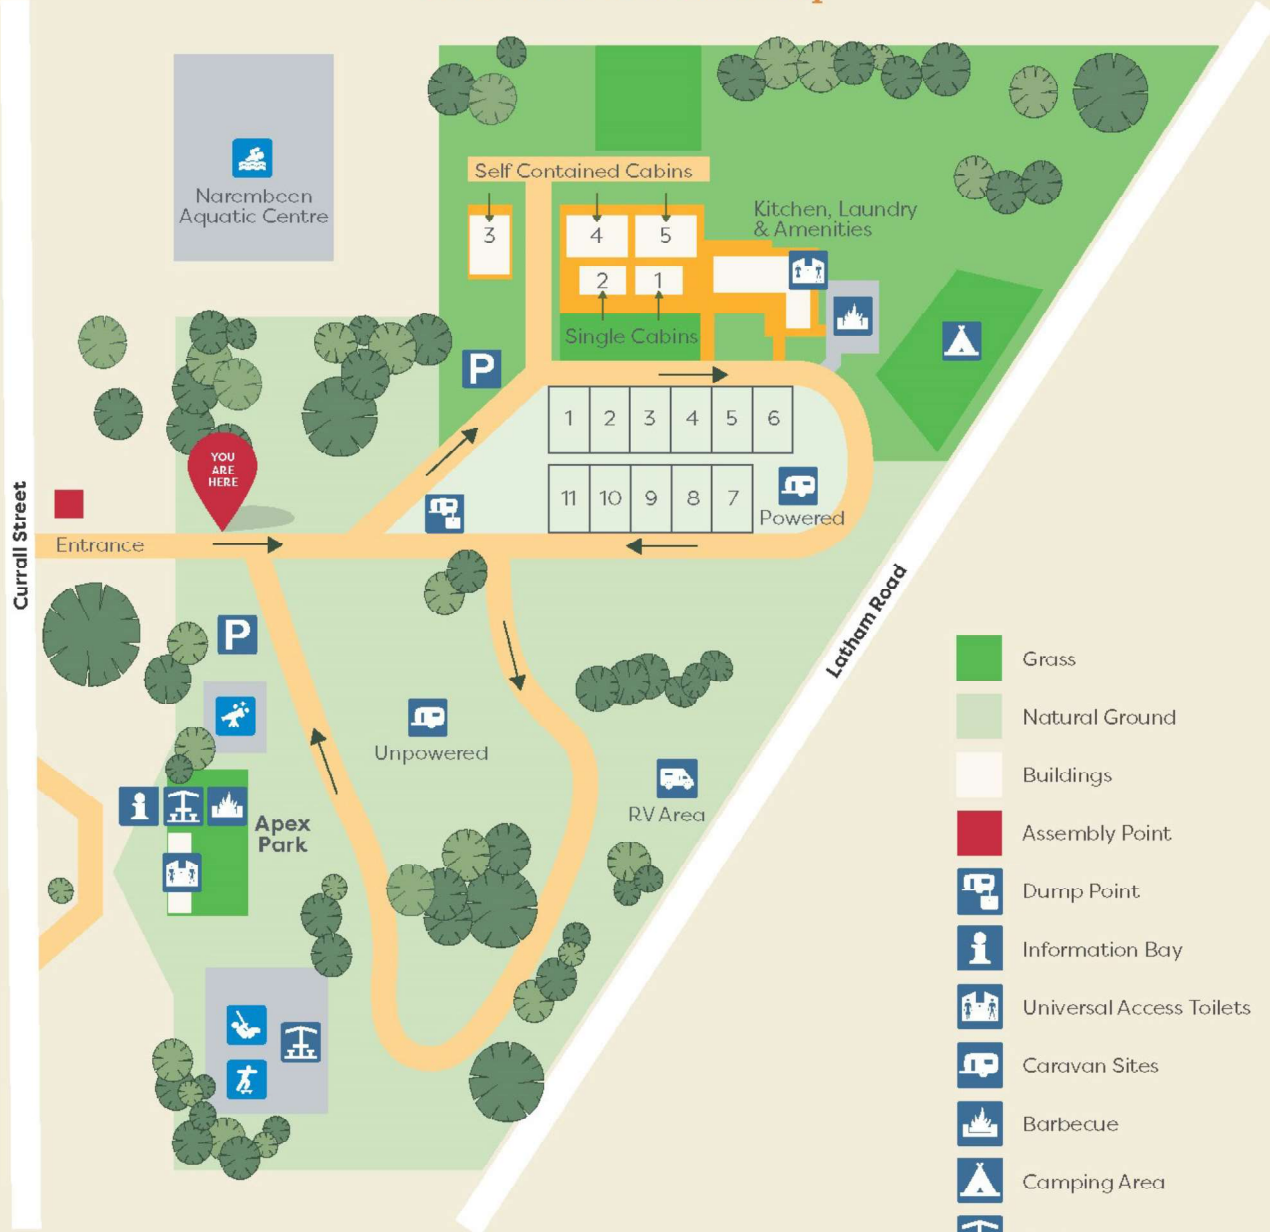 Narembeen
Aquatic Centre
Self Contained Cabins
3
4
5
2
1
Single Cabins
Kitchen, Laundry
& Amenities
P
1
2
3
4
5
6
11
10
9
8
7
Powered
YOU
ARE
HERE
Entrance
Currall Street
Latham Road
P
Unpowered
RV Area
i
Apex
Park
Grass
Natural Ground
Buildings
Assembly Point
Dump Point
i
Information Bay
Universal Access Toilets
Caravan Sites
Barbecue
Camping Area